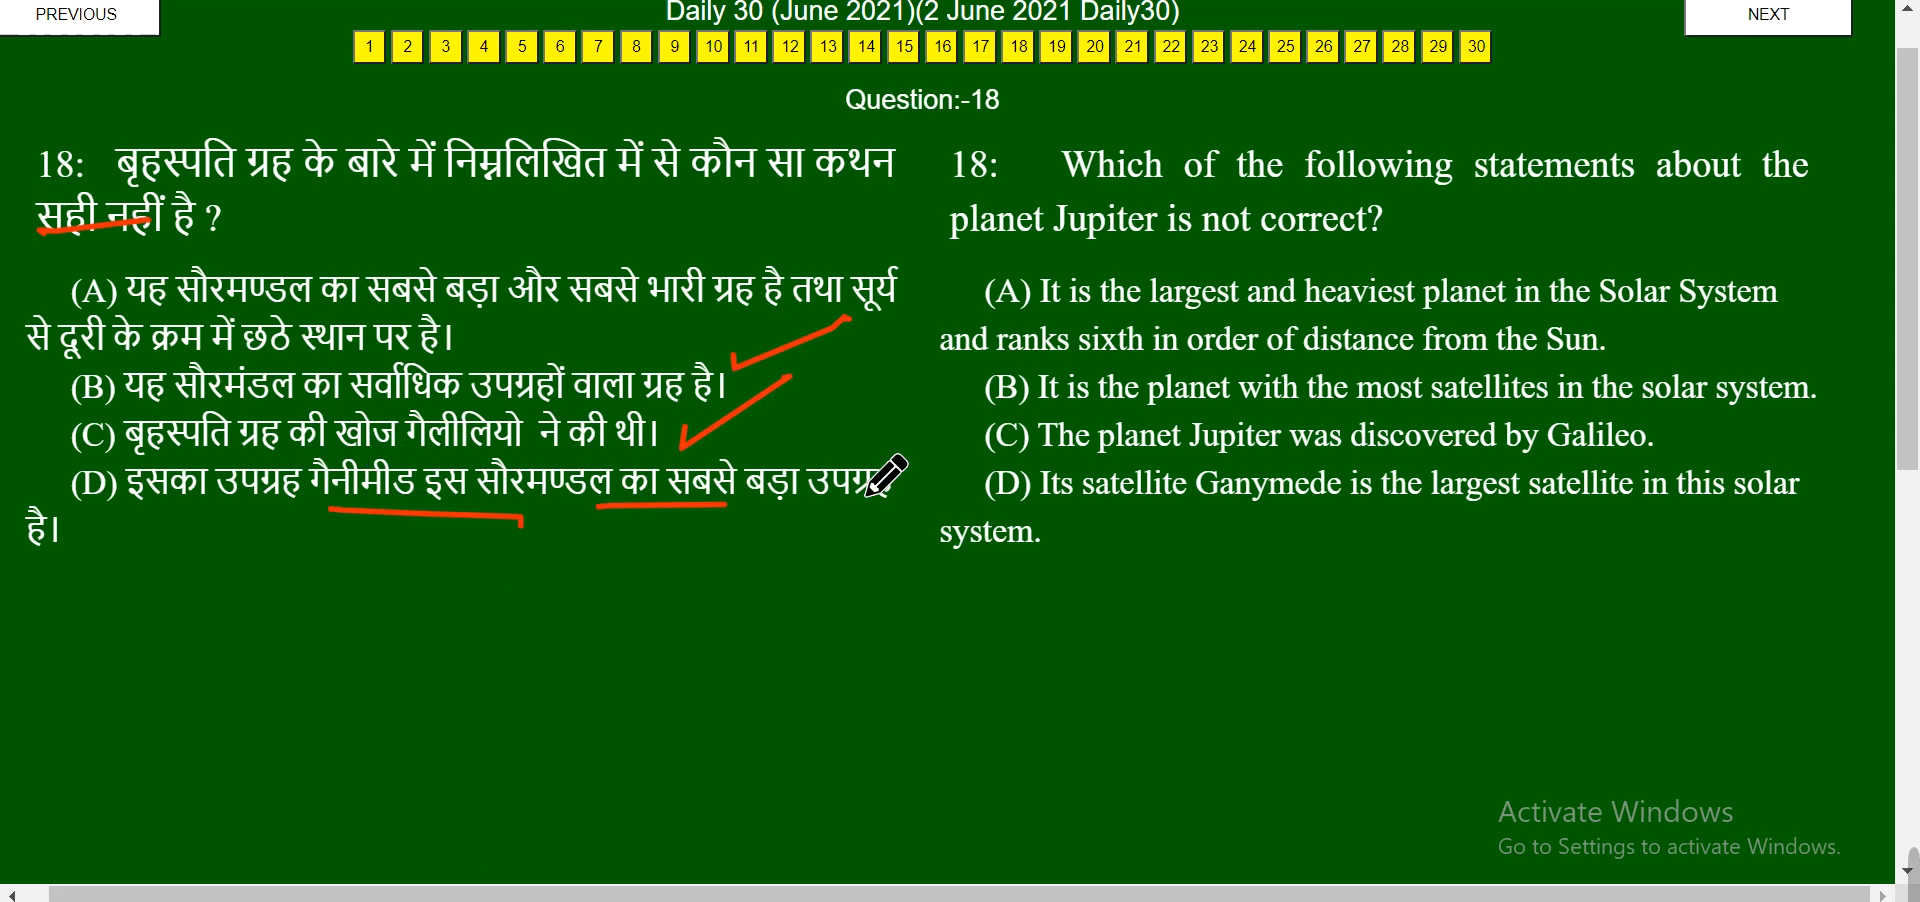 PREVIOUS
Daily 30 (June 2021)(2 June 2021 Daily30)
NEXT
1 2 3 4 5 6 7 8 9 10 11 12 13 14 15 16 17 18 19 20 21 22 23 24 25 26 27 28 29 30
Question:-18
18: बृहस्पति ग्रह के बारे में निम्नलिखित में से कौन सा कथन
सही नहीं है ?
(A) यह सौरमण्डल का सबसे बड़ा और सबसे भारी ग्रह है तथा सूर्य
से दूरी के क्रम में छठे स्थान पर है।
(B) यह सौरमंडल का सर्वाधिक उपग्रहों वाला ग्रह है।
(C) बृहस्पति ग्रह की खोज गैलीलियो ने की थी।
(D) इसका उपग्रह गैनीमीड इस सौरमण्डल का सबसे बड़ा उपग्रह
है।
18: Which of the following statements about the
planet Jupiter is not correct?
(A) It is the largest and heaviest planet in the Solar System
and ranks sixth in order of distance from the Sun.
(B) It is the planet with the most satellites in the solar system.
(C) The planet Jupiter was discovered by Galileo.
(D) Its satellite Ganymede is the largest satellite in this solar
system.
Activate Windows
Go to Settings to activate Windows.